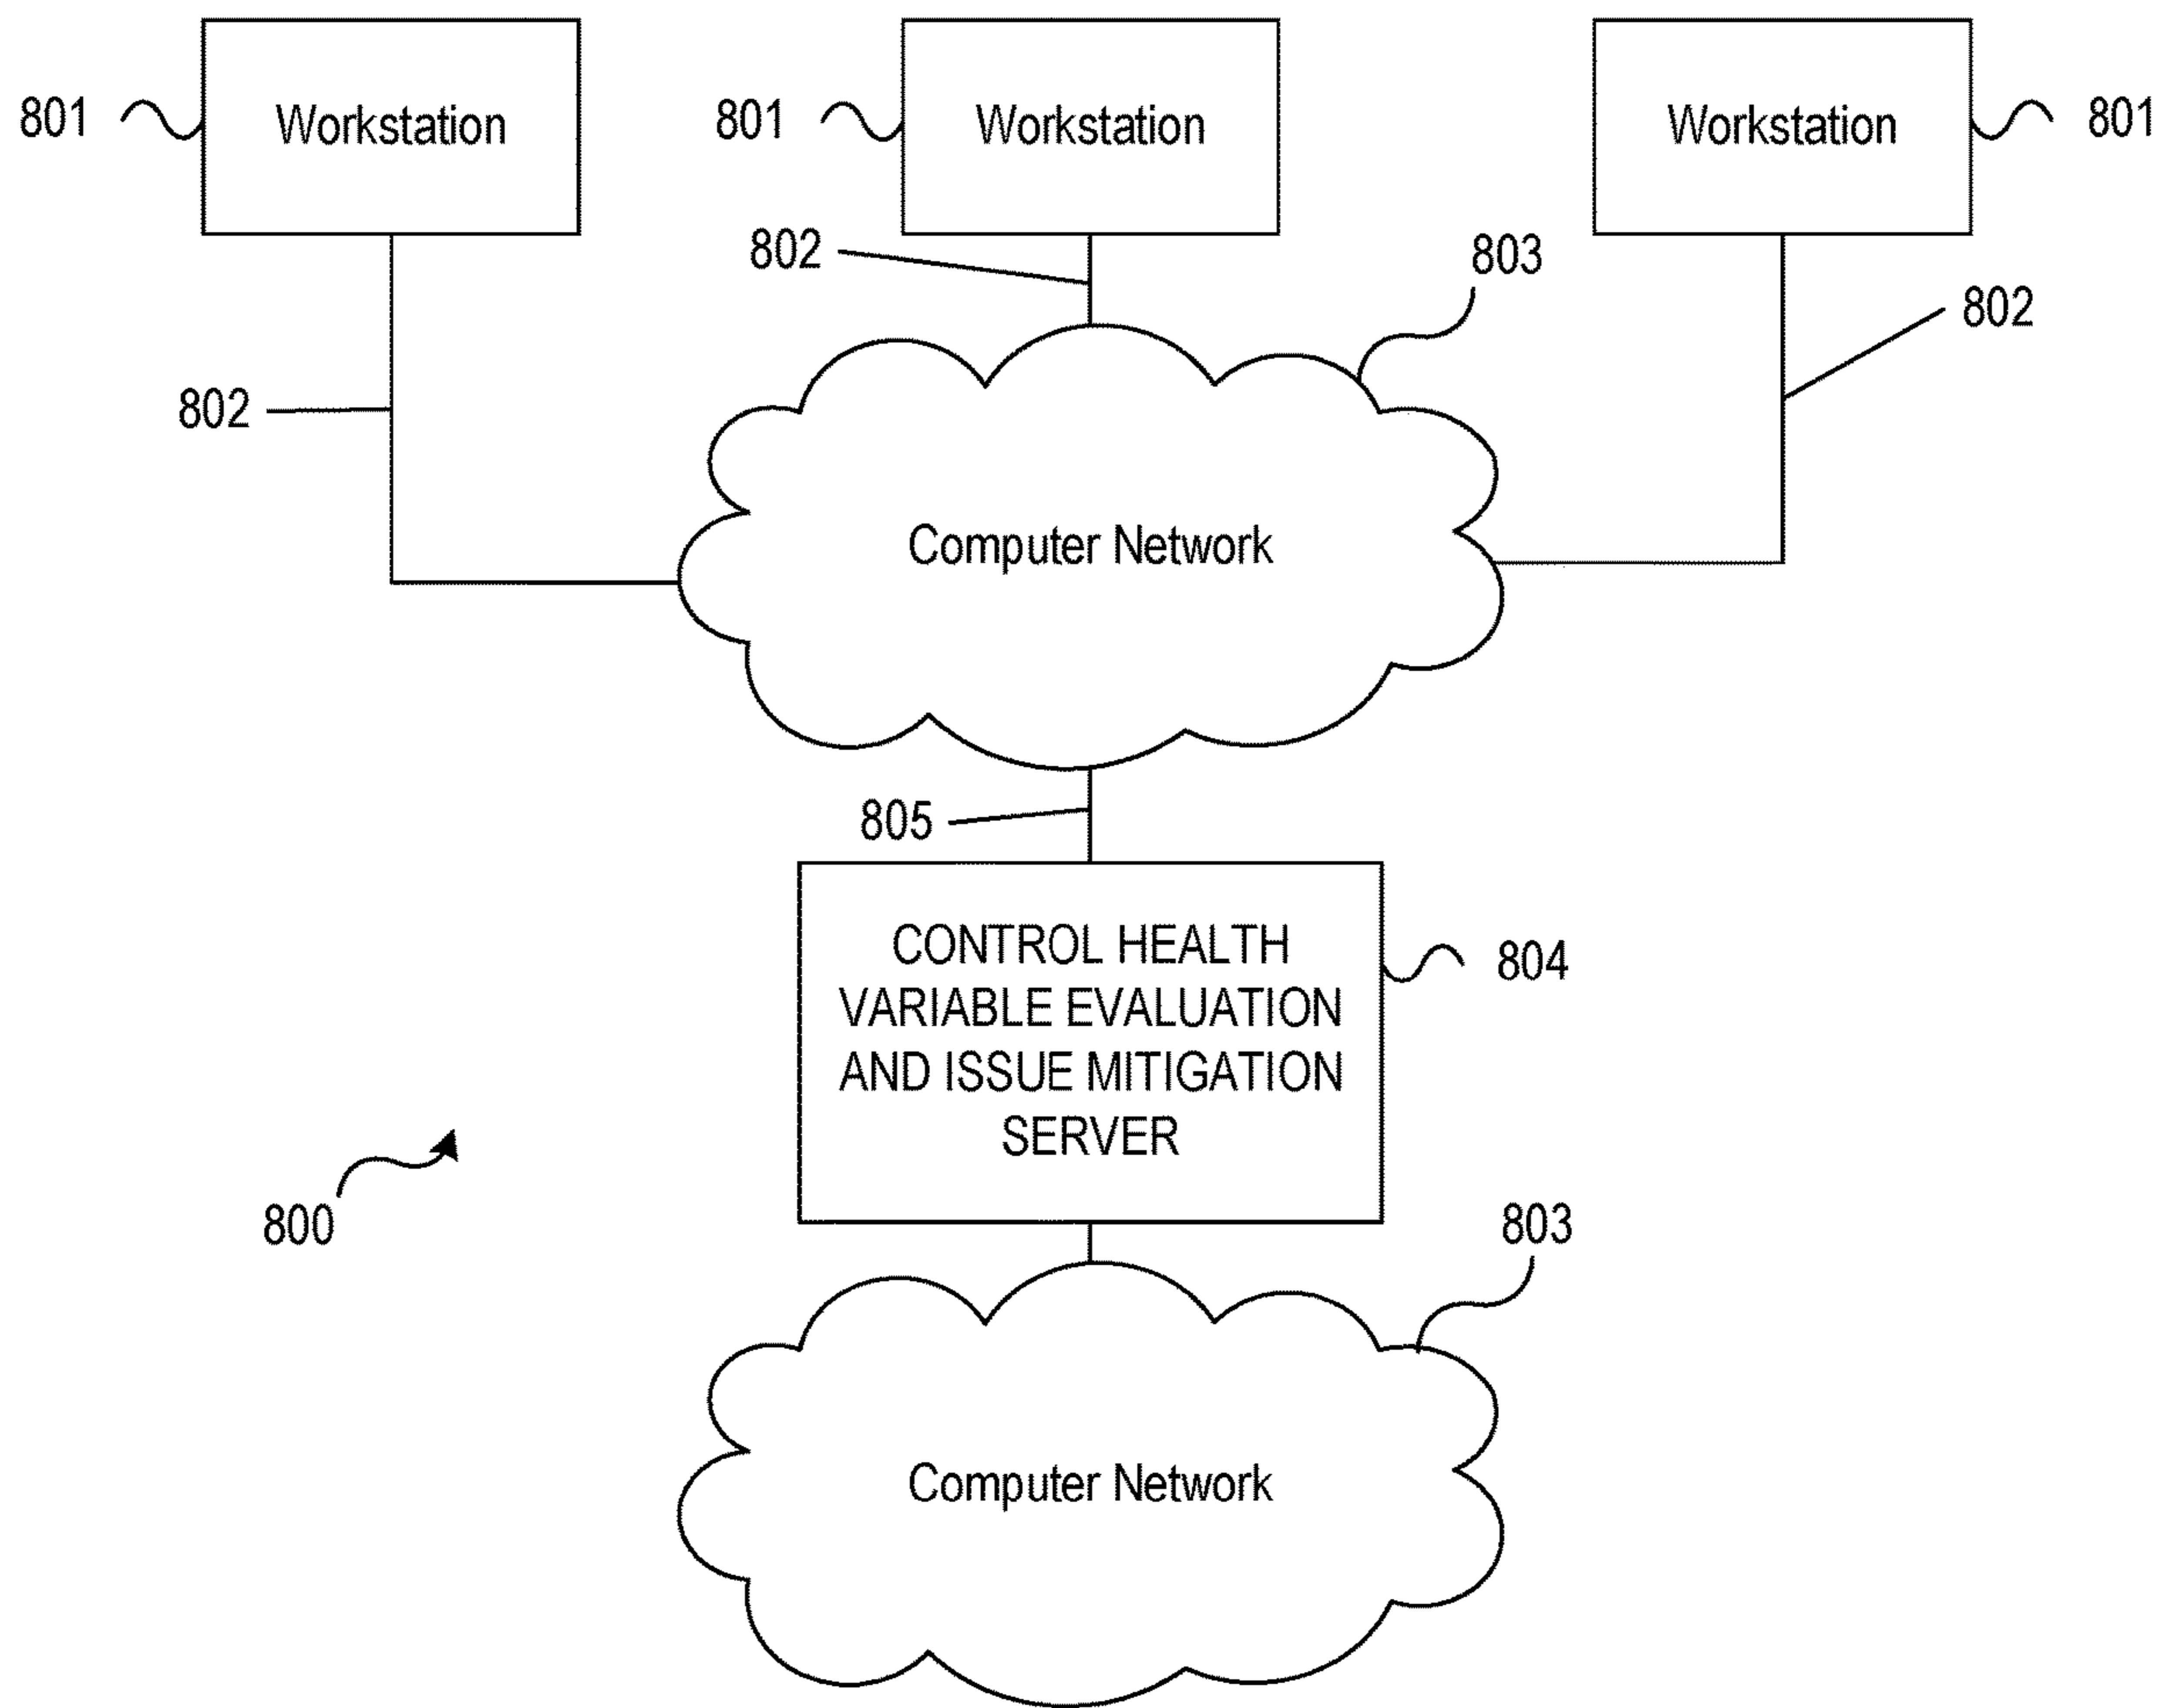 801 Workstation 801 Workstation Workstation 801
802 803
802
802
Computer Network
805
CONTROL HEALTH
VARIABLE EVALUATION
AND ISSUE MITIGATION
SERVER
804
800
803
Computer Network